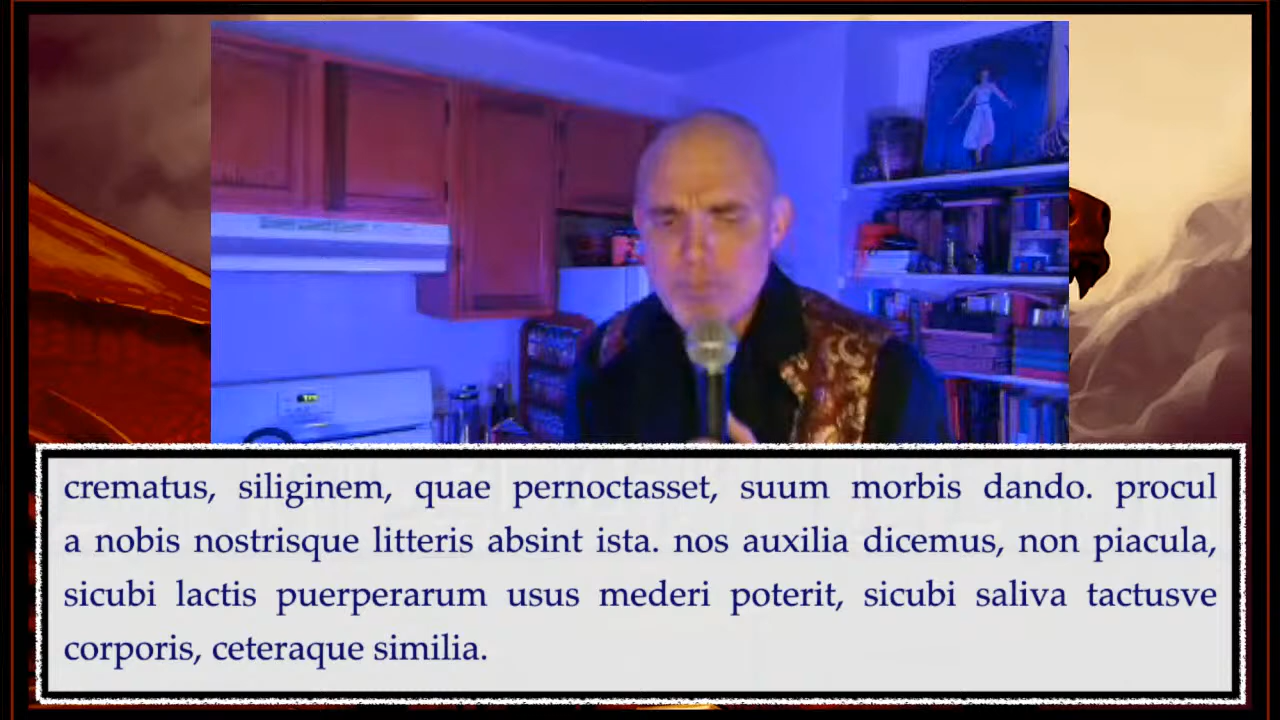 crematus, siliginem, quae pernoctasset, suum morbis dando. procul
a nobis nostrisque litteris absint ista. nos auxilia dicemus, non piacula,
sicubi lactis puerperarum usus mederi poterit, sicubi saliva tactusve
corporis, ceteraque similia.